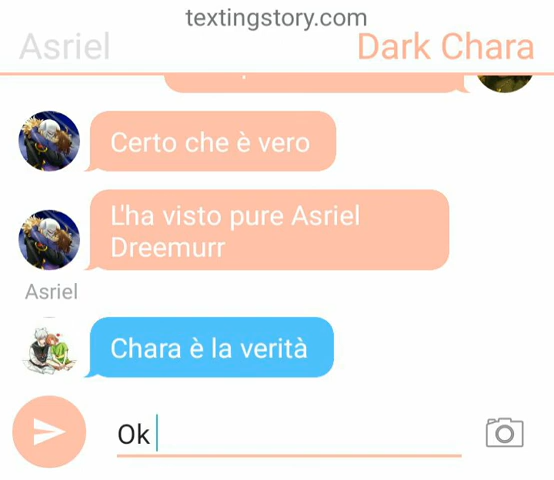 textingstory.com
Asriel
Dark Chara
Certo che è vero
L'ha visto pure Asriel
Dreemurr
Asriel
Chara è la verità
Ok